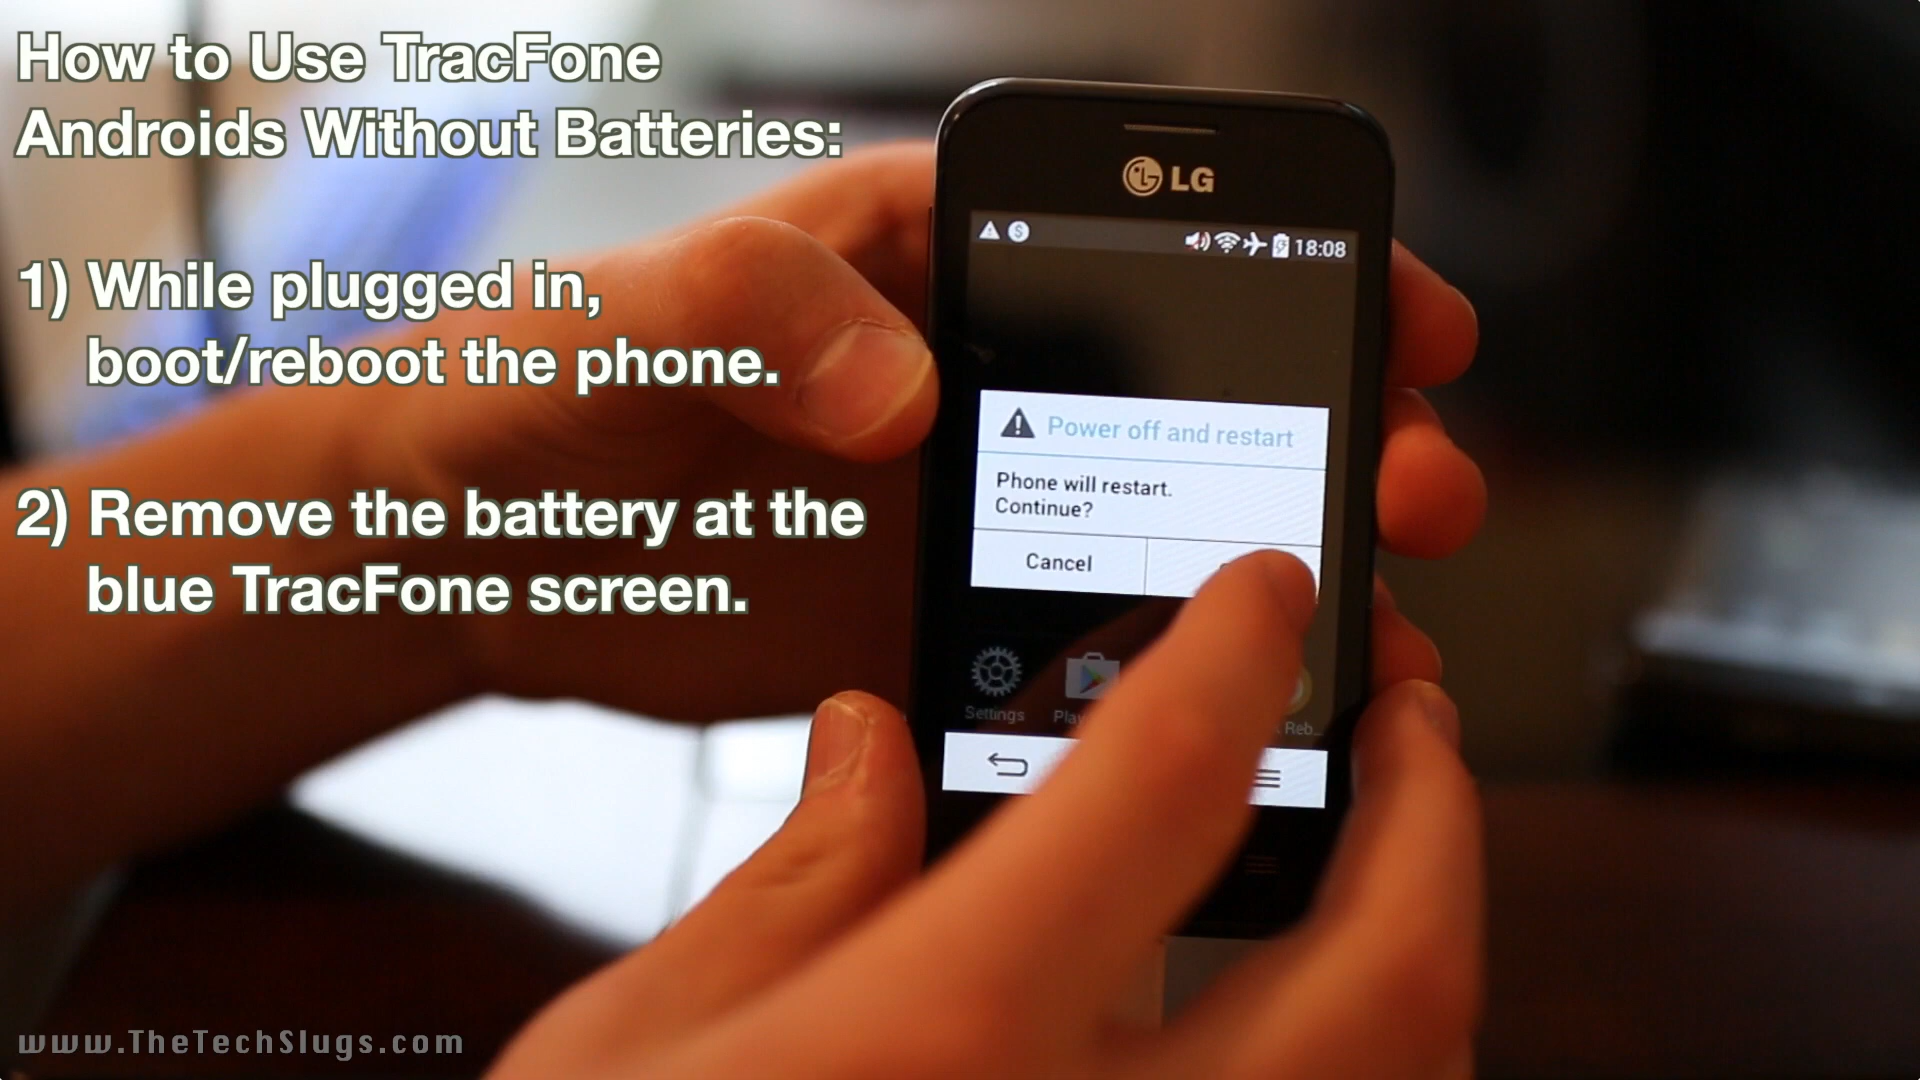 How to Use TracFone
Androids Without Batteries:
1) While plugged in,
boot/reboot the phone.
2) Remove the battery at the
blue TracFone screen.
LG
18:08
Power off and restart
Phone will restart.
Continue?
Cancel
Settings
Reb...
www.TheTechSlugs.com